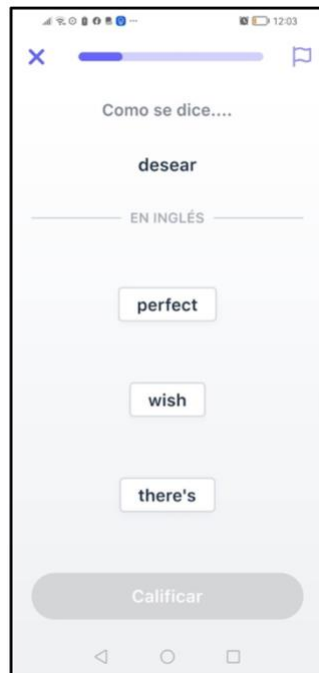 12:03
Como se dice....
desear
EN INGLÉS
perfect
wish
there's
Calificar